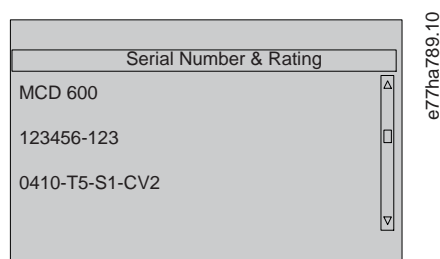 Serial Number & Rating
MCD 600
123456-123
0410-T5-S1-CV2
e77ha789.10